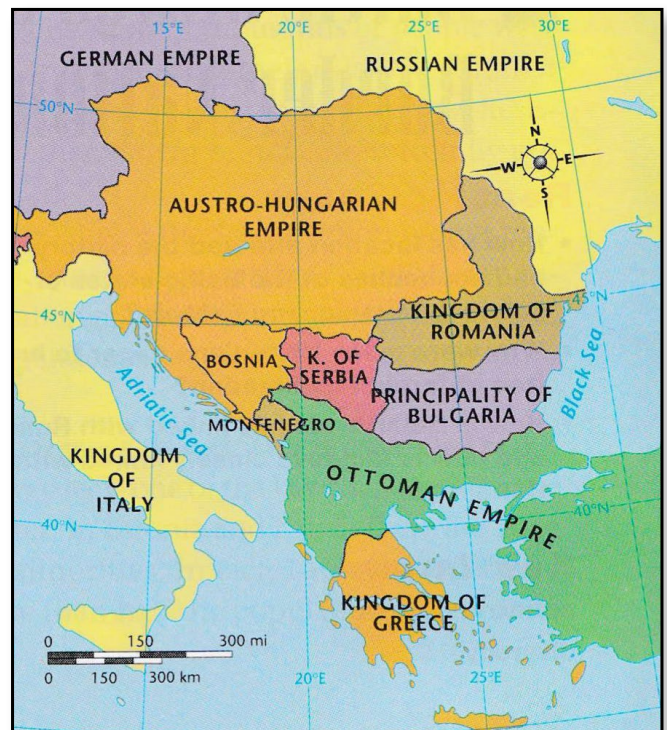 15°E
20°E
25°E
30°E
GERMAN EMPIRE
RUSSIAN EMPIRE
50°N
N
W
E
S
AUSTRO-HUNGARIAN
EMPIRE
45°N
45°N
KINGDOM OF
ROMANIA
BOSNIA
K. OF
SERBIA
Adriatic Sea
Black Sea
PRINCIPALITY OF
BULGARIA
MONTENEGRO
KINGDOM
OF
ITALY
OTTOMAN EMPIRE
40°N
40°N
KINGDOM OF
GREECE
0 150 300 mi
0 150 300 km
20°E
25°E